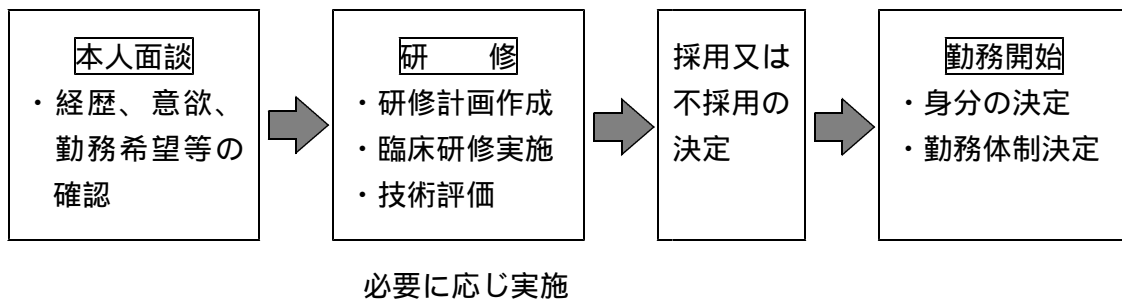 本人面談
・経歴、意欲、
勤務希望等の
確認
研　　修
・研修計画作成
・臨床研修実施
・技術評価
採用又は
不採用の
決定
勤務開始
・身分の決定
・勤務体制決定
必要に応じ実施